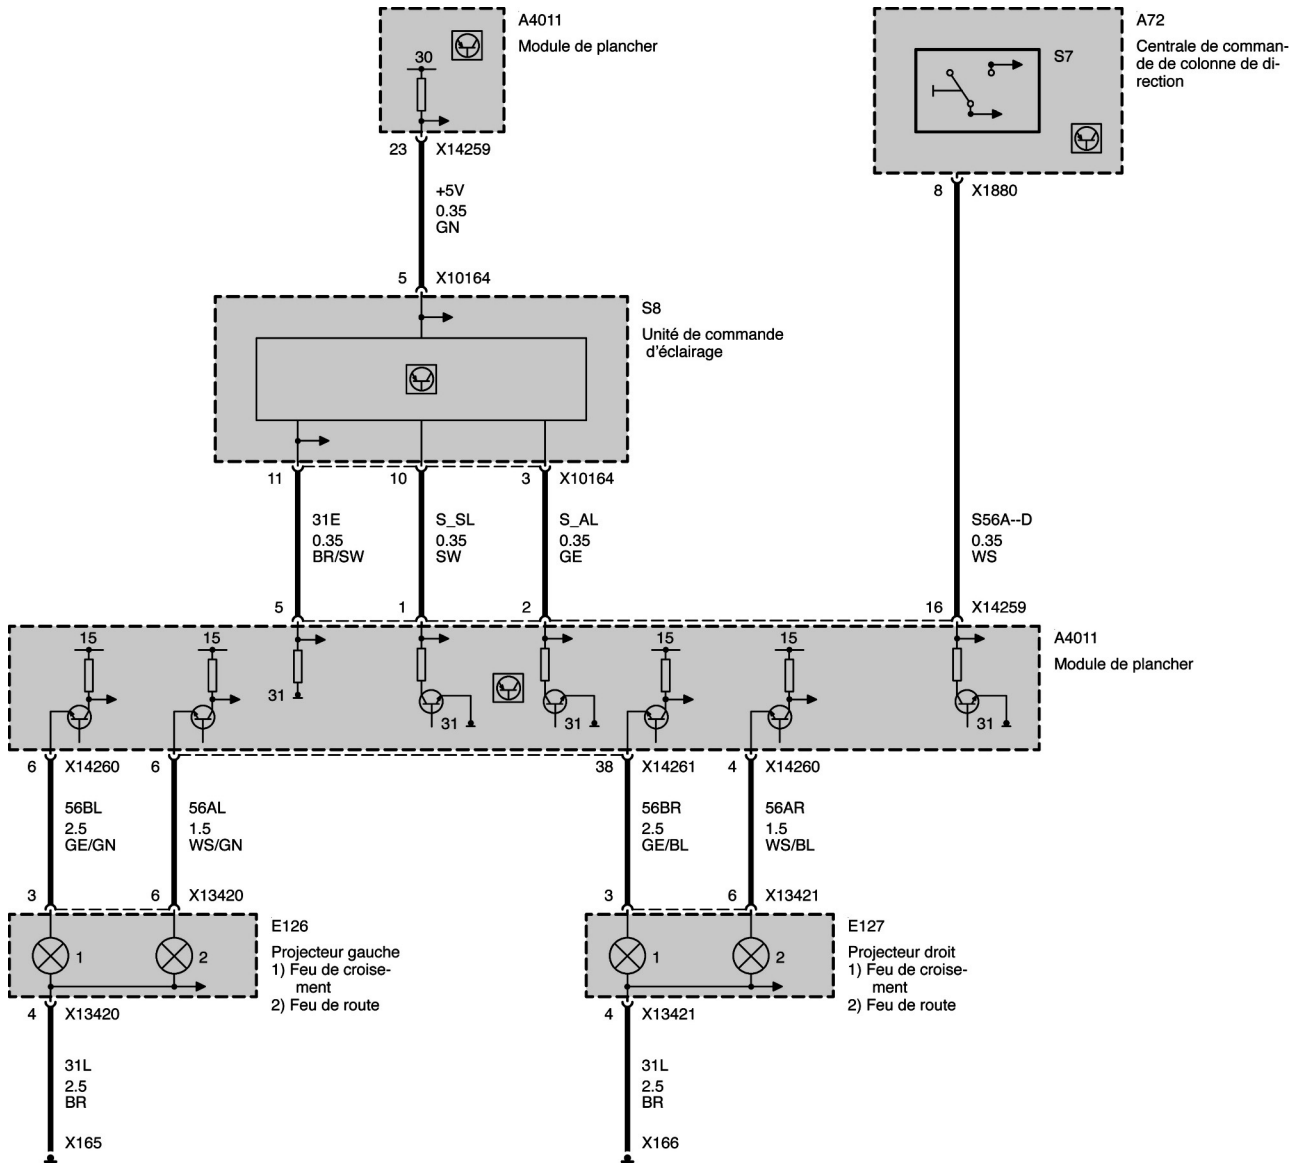 A4011
Module de plancher
30
23 X14259
+5V
0.35
GN
5 X10164
A72
Centrale de comman-
de de colonne de di-
rection
S7
8 X1880
S8
Unité de commande
d'éclairage
11 10 3 X10164
31E S_SL S_AL S56A--D
0.35 0.35 0.35 0.35
BR/SW SW GE WS
5 1 2 16 X14259
A4011
Module de plancher
15 15 15 15
31 31 31 31
6 X14260 6 38 X14261 4 X14260
56BL 56AL 56BR 56AR
2.5 1.5 2.5 1.5
GE/GN WS/GN GE/BL WS/BL
3 6 X13420 3 6 X13421
E126
Projecteur gauche
1) Feu de croise-
ment
2) Feu de route
1 2
E127
Projecteur droit
1) Feu de croise-
ment
2) Feu de route
1 2
4 X13420 4 X13421
31L 31L
2.5 2.5
BR BR
X165 X166